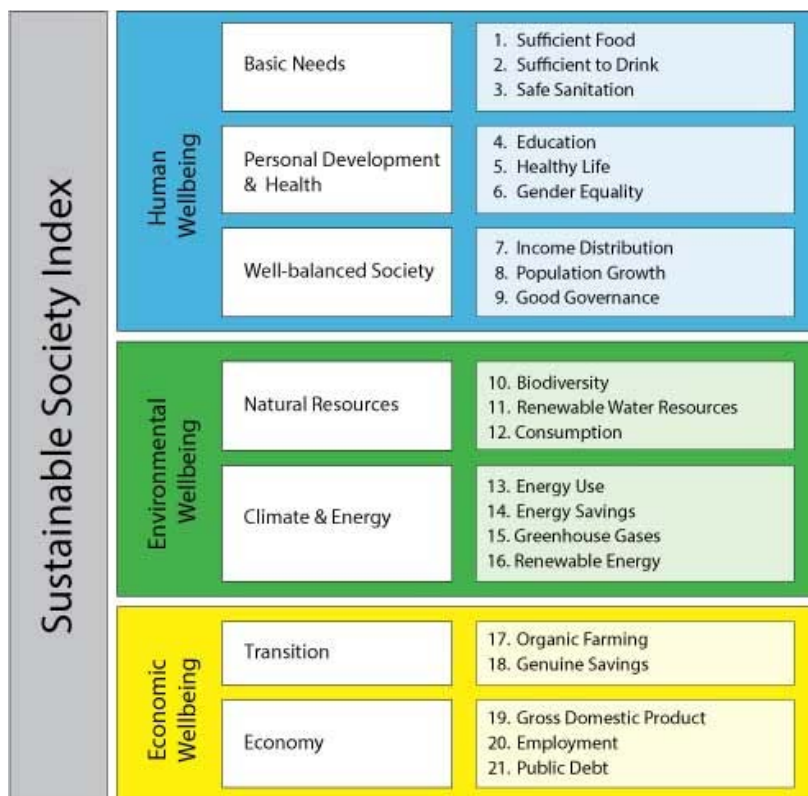 Sustainable Society Index
Human
Wellbeing
Basic Needs
1. Sufficient Food
2. Sufficient to Drink
3. Safe Sanitation
Personal Development
& Health
4. Education
5. Healthy Life
6. Gender Equality
Well-balanced Society
7. Income Distribution
8. Population Growth
9. Good Governance
Environmental
Wellbeing
Natural Resources
10. Biodiversity
11. Renewable Water Resources
12. Consumption
Climate & Energy
13. Energy Use
14. Energy Savings
15. Greenhouse Gases
16. Renewable Energy
Economic
Wellbeing
Transition
17. Organic Farming
18. Genuine Savings
Economy
19. Gross Domestic Product
20. Employment
21. Public Debt